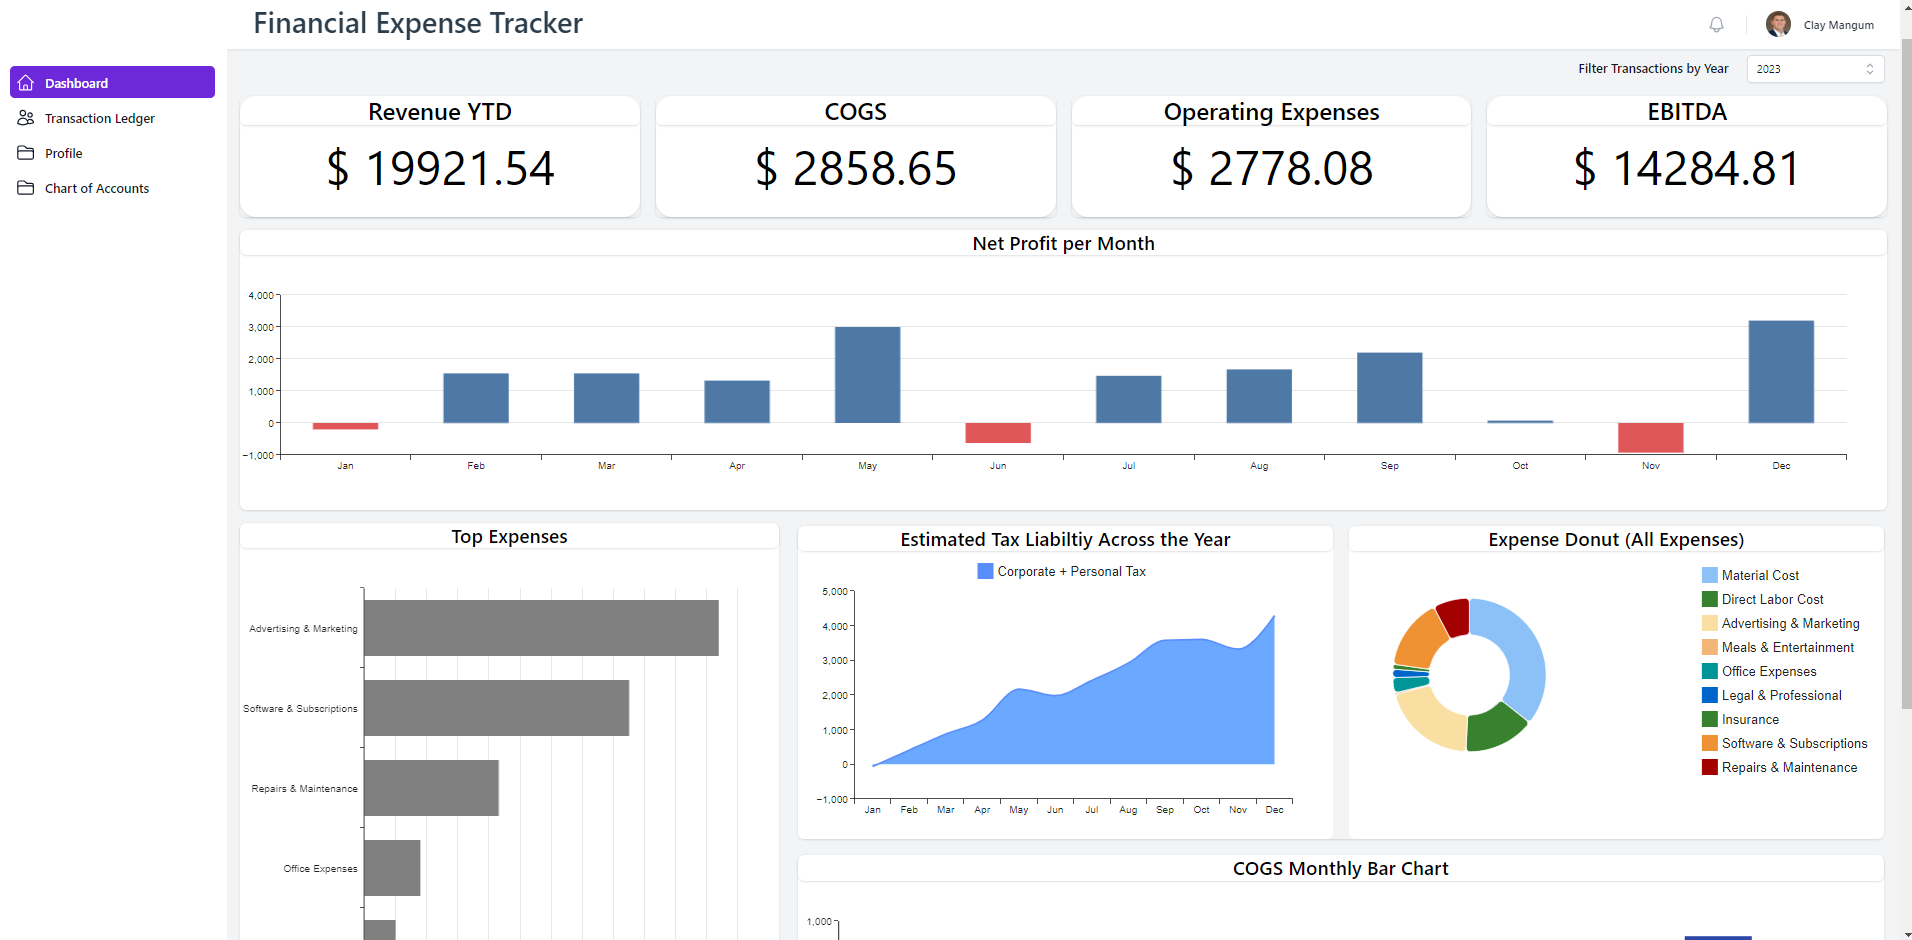 Financial Expense Tracker
Clay Mangum
Dashboard
Transaction Ledger
Profile
Chart of Accounts
Filter Transactions by Year
2023
Revenue YTD
$ 19921.54
COGS
$ 2858.65
Operating Expenses
$ 2778.08
EBITDA
$ 14284.81
Net Profit per Month
4,000
3,000
2,000
1,000
0
−1,000
Jan Feb Mar Apr May Jun Jul Aug Sep Oct Nov Dec
Top Expenses
Advertising & Marketing
Software & Subscriptions
Repairs & Maintenance
Office Expenses
Estimated Tax Liabiltiy Across the Year
Corporate + Personal Tax
5,000
4,000
3,000
2,000
1,000
0
−1,000
Jan Feb Mar Apr May Jun Jul Aug Sep Oct Nov Dec
Expense Donut (All Expenses)
Material Cost
Direct Labor Cost
Advertising & Marketing
Meals & Entertainment
Office Expenses
Legal & Professional
Insurance
Software & Subscriptions
Repairs & Maintenance
COGS Monthly Bar Chart
1,000